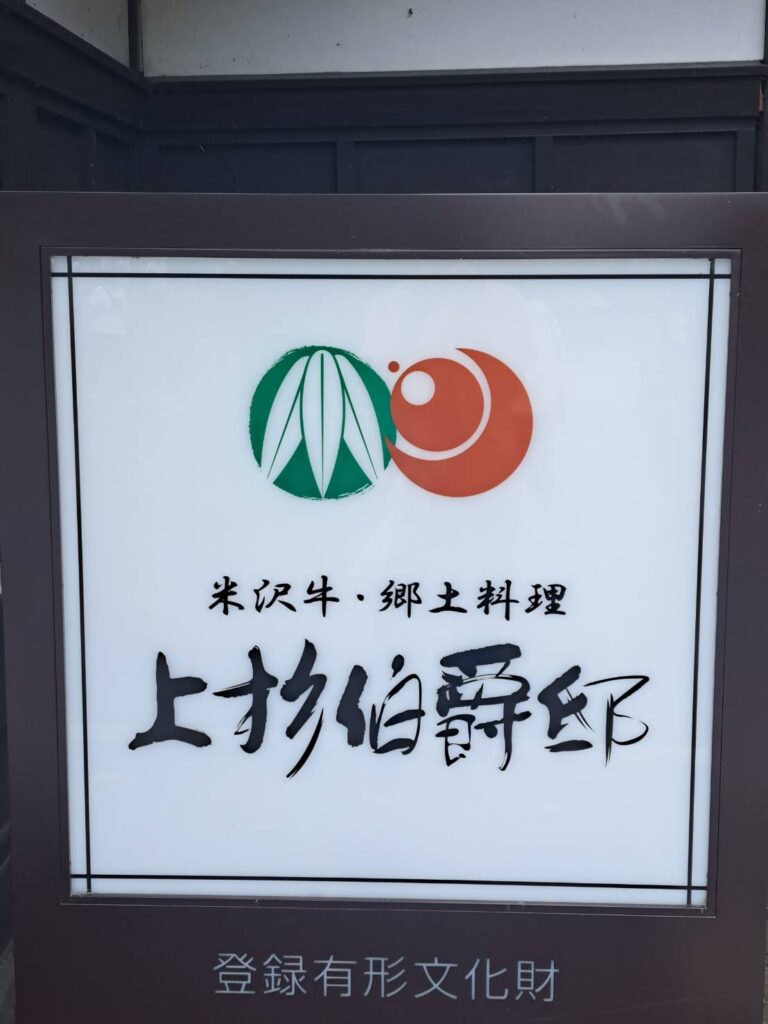 米沢牛・郷土料理
上杉伯爵邸
登録有形文化財